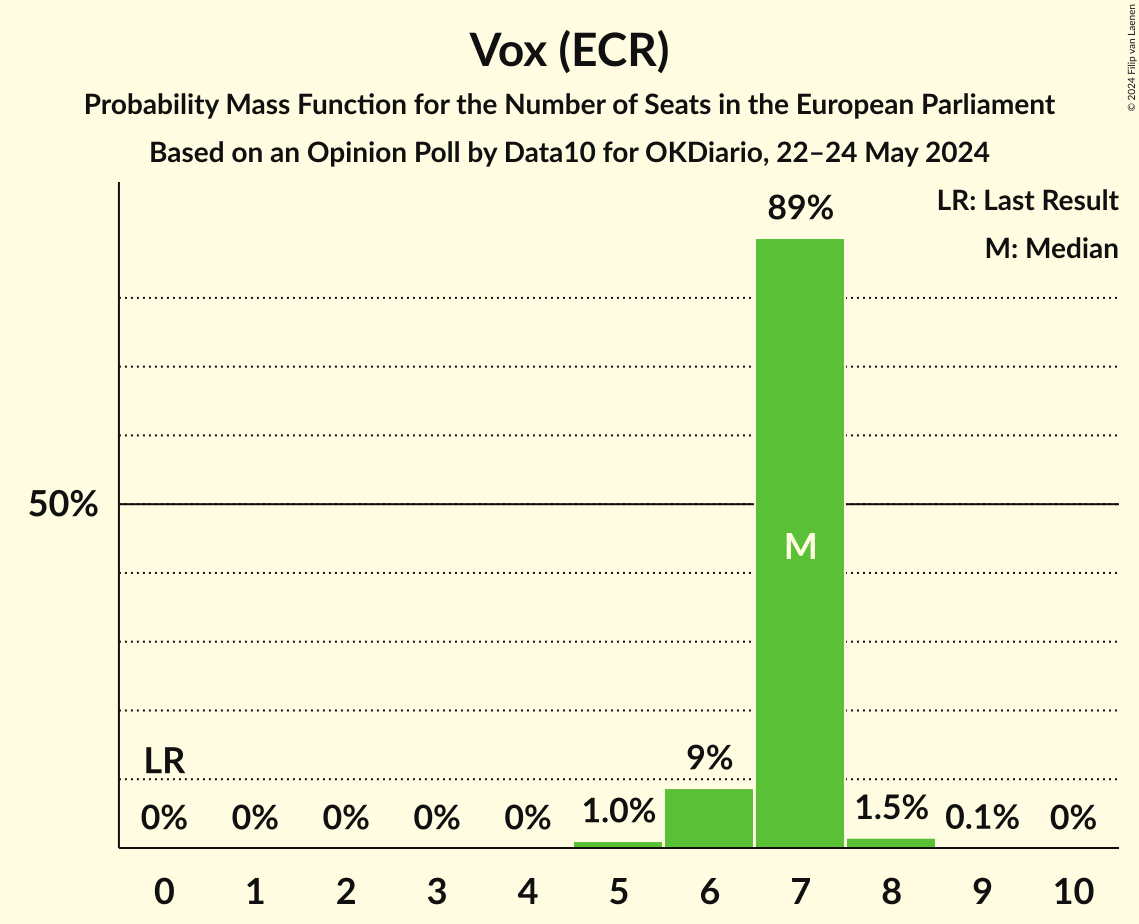 Vox (ECR)
Probability Mass Function for the Number of Seats in the European Parliament
Based on an Opinion Poll by Data10 for OKDiario, 22–24 May 2024
© 2024 Filip van Laenen
LR: Last Result
M: Median
89%
50%
M
LR
9%
0% 0% 0% 0% 0% 1.0% 1.5% 0.1% 0%
0 1 2 3 4 5 6 7 8 9 10